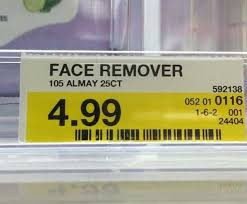 FACE REMOVER
105 ALMAY 25CT
592138
4.99
052 01 0116
1-6-2 001
24404